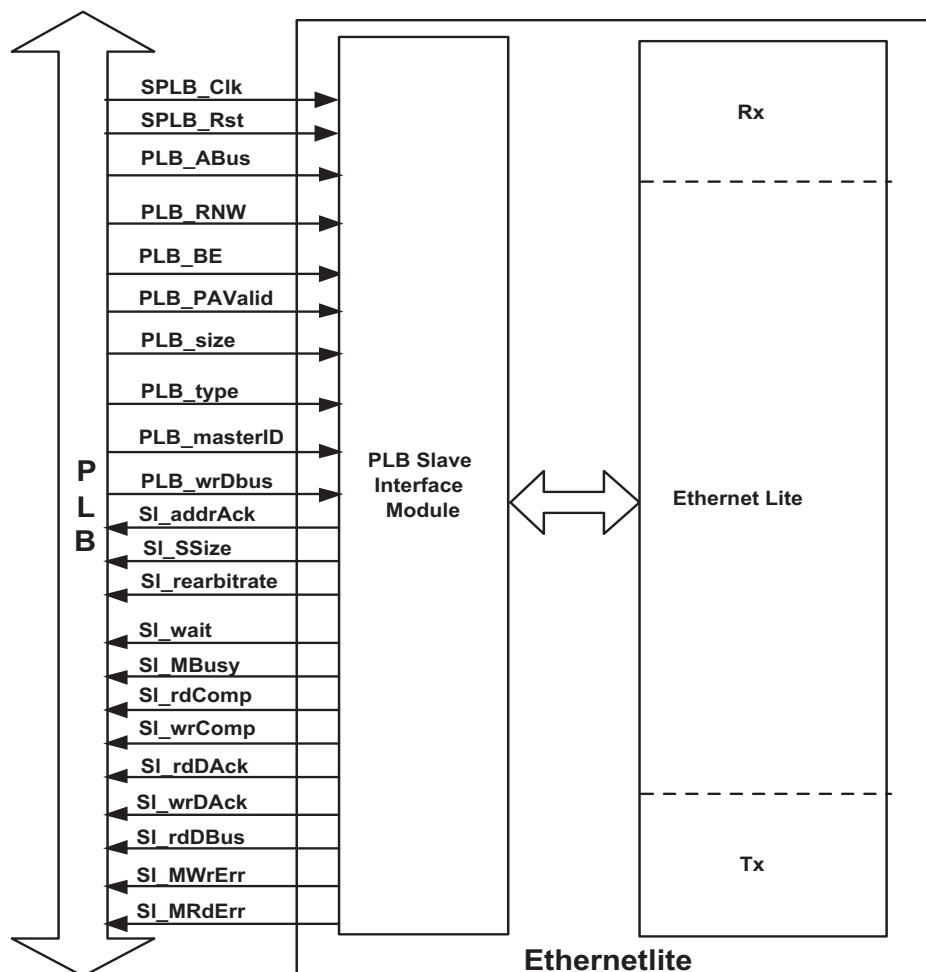 SPLB_Clk
SPLB_Rst
PLB_ABus
PLB_RNW
PLB_BE
PLB_PAValid
PLB_size
PLB_type
PLB_masterID
PLB_wrDbus
Sl_addrAck
Sl_SSize
Sl_rearbitrate
Sl_wait
Sl_MBusy
Sl_rdComp
Sl_wrComp
Sl_rdDAck
Sl_wrDAck
Sl_rdDBus
Sl_MWrErr
Sl_MRdErr
P
L
B
PLB Slave
Interface
Module
Rx
Ethernet Lite
Tx
Ethernetlite